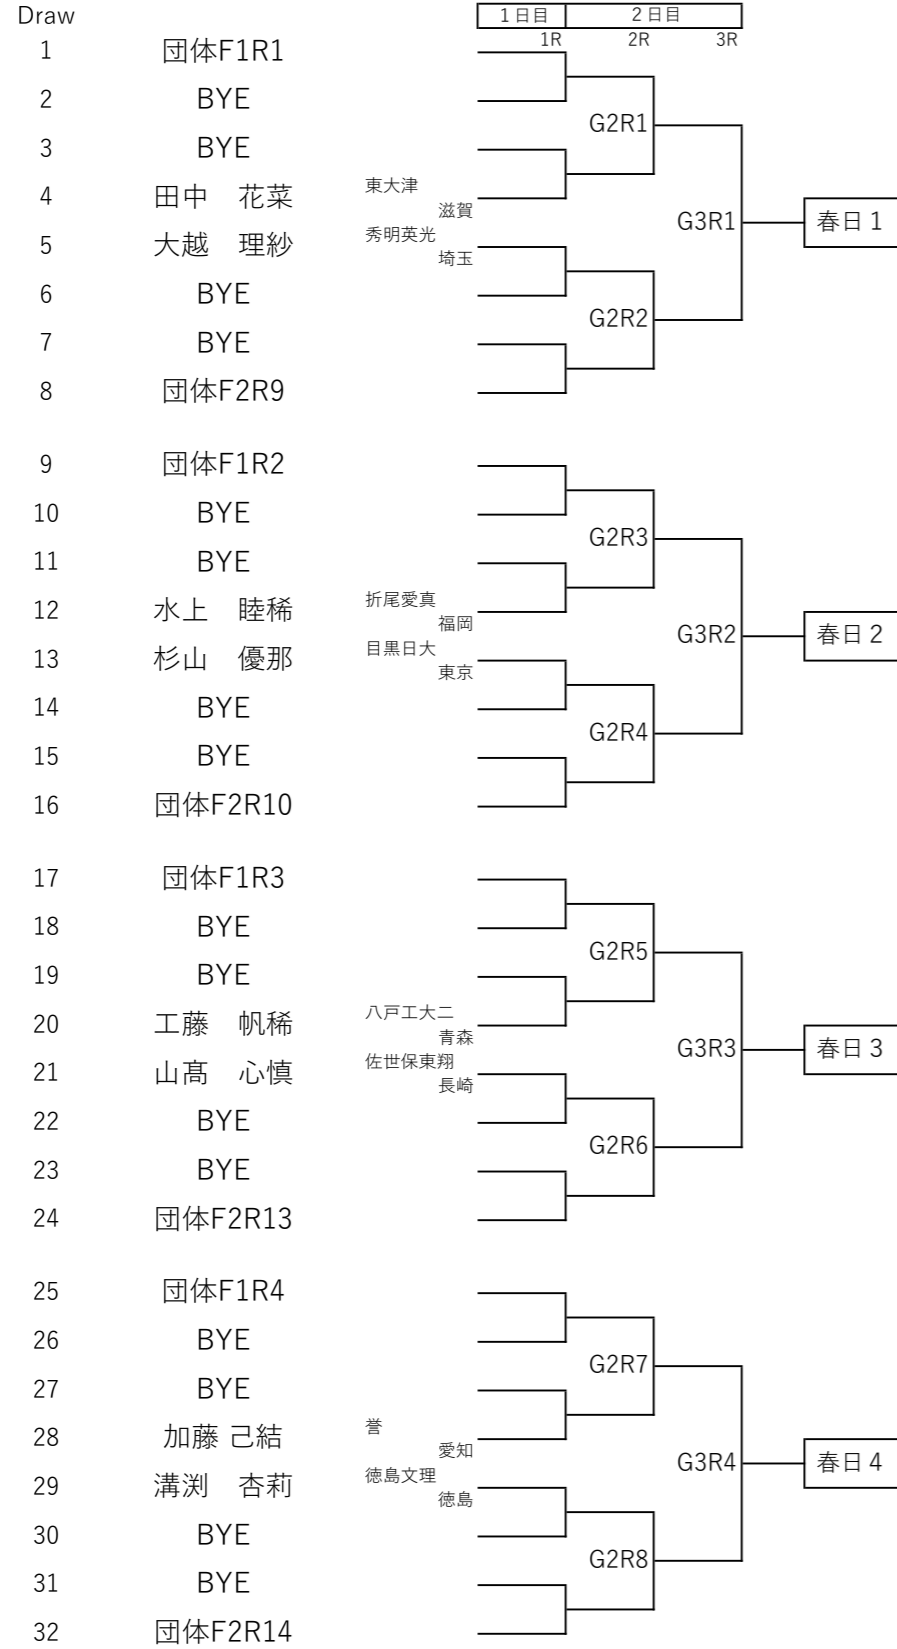 Draw 1日目 2日目
1R 2R 3R
1 団体F1R1
2 BYE
G2R1
3 BYE
4 田中 花菜 東大津 滋賀
G3R1 春日1
5 大越 理紗 秀明英光 埼玉
6 BYE
G2R2
7 BYE
8 団体F2R9
9 団体F1R2
10 BYE
G2R3
11 BYE
12 水上 睦稀 折尾愛真 福岡
G3R2 春日2
13 杉山 優那 目黒日大 東京
14 BYE
G2R4
15 BYE
16 団体F2R10
17 団体F1R3
18 BYE
G2R5
19 BYE
20 工藤 帆稀 八戸工大二 青森
G3R3 春日3
21 山髙 心慎 佐世保東翔 長崎
22 BYE
G2R6
23 BYE
24 団体F2R13
25 団体F1R4
26 BYE
G2R7
27 BYE
28 加藤 己結 誉 愛知
G3R4 春日4
29 溝渕 杏莉 徳島文理 徳島
30 BYE
G2R8
31 BYE
32 団体F2R14